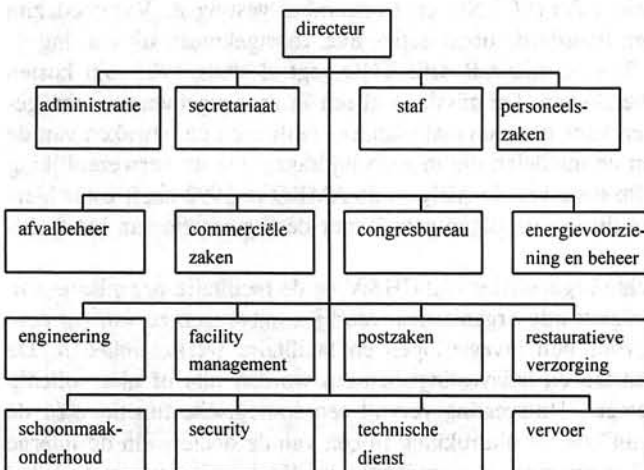 directeur
administratie
secretariaat
staf
personeels-
zaken
afvalbeheer
commerciële
zaken
congresbureau
energievoorzie-
ning en beheer
engineering
facility
management
postzaken
restauratieve
verzorging
schoonmaak-
onderhoud
security
technische
dienst
vervoer